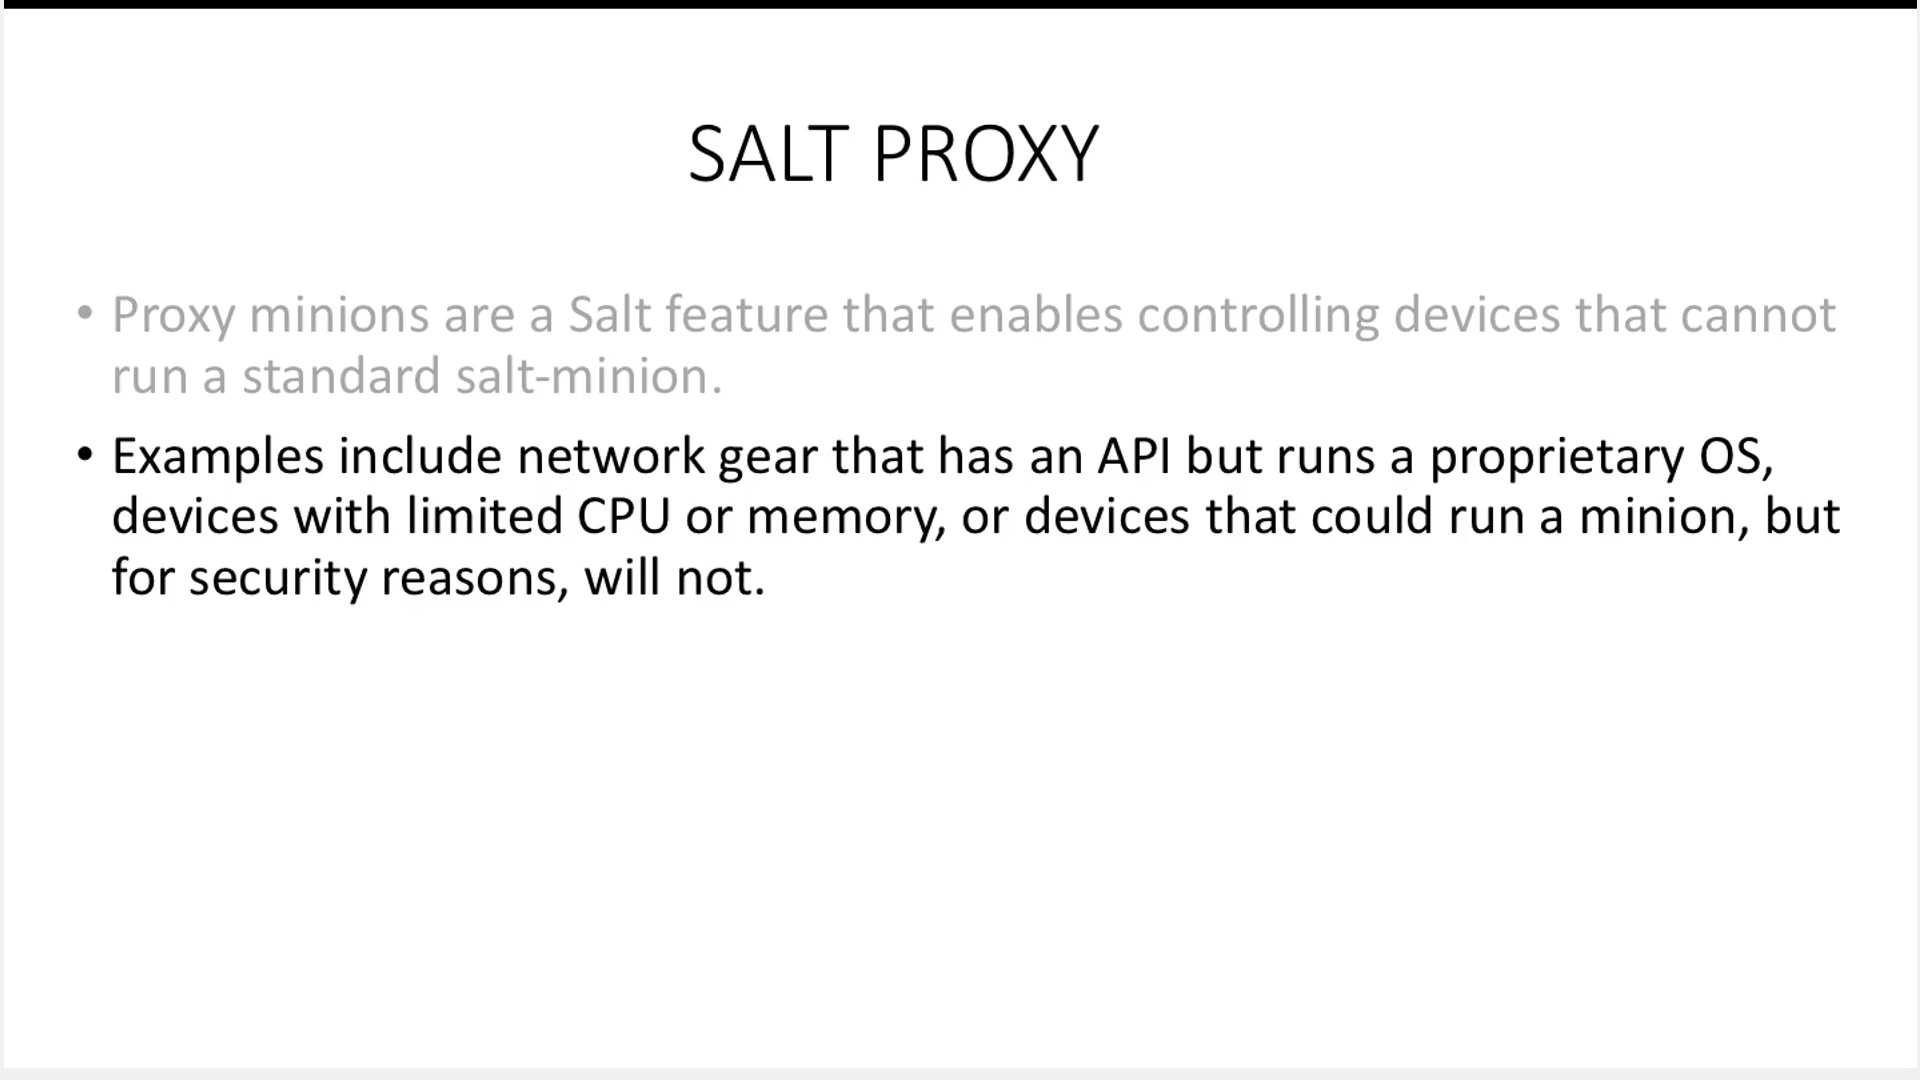 SALT PROXY
• Proxy minions are a Salt feature that enables controlling devices that cannot
run a standard salt-minion.
• Examples include network gear that has an API but runs a proprietary OS,
devices with limited CPU or memory, or devices that could run a minion, but
for security reasons, will not.